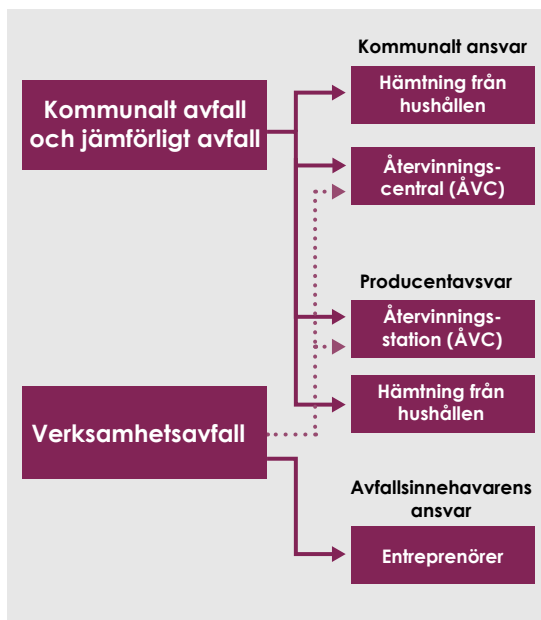 Kommunalt ansvar
Kommunalt avfall
och jämförligt avfall
Hämtning från
hushållen
Återvinnings-
central (ÅVC)
Producentavsvar
Återvinnings-
station (ÅVC)
Hämtning från
hushållen
Verksamhetsavfall
Avfallsinnehavarens
ansvar
Entreprenörer